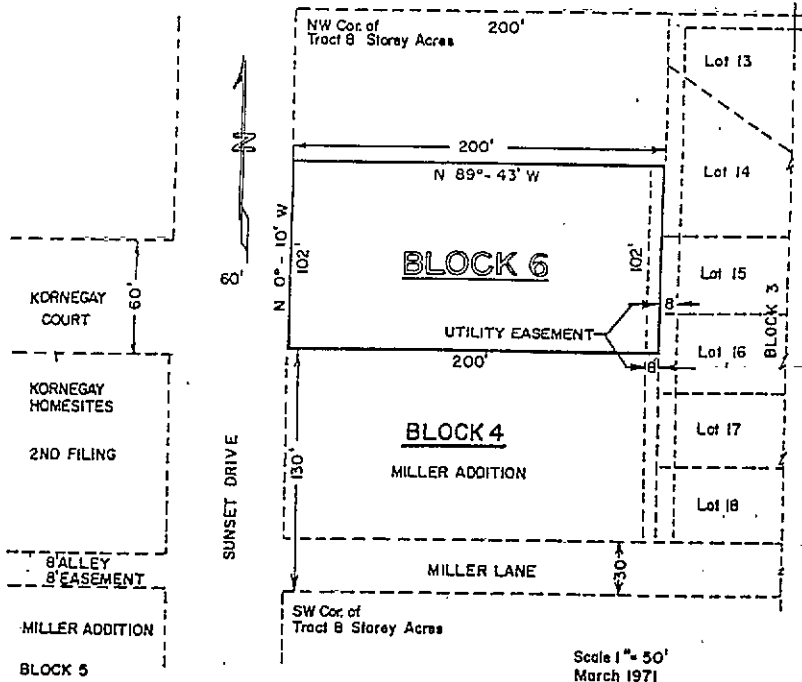 NW Cor. of
Tract 8 Storey Acres
200'
Lot 13
N
200'
N 89°- 43' W
Lot 14
60'
N 0°- 10' W
102'
BLOCK 6
102'
KORNEGAY
COURT
60'
8'
Lot 15
BLOCK 3
UTILITY EASEMENT
Lot 16
200'
8'
KORNEGAY
HOMESITES
2ND FILING
SUNSET DRIVE
130'
BLOCK 4
MILLER ADDITION
Lot 17
Lot 18
8' ALLEY
8' EASEMENT
MILLER LANE
30'
MILLER ADDITION
BLOCK 5
SW Cor. of
Tract 8 Storey Acres
Scale 1"= 50'
March 1971